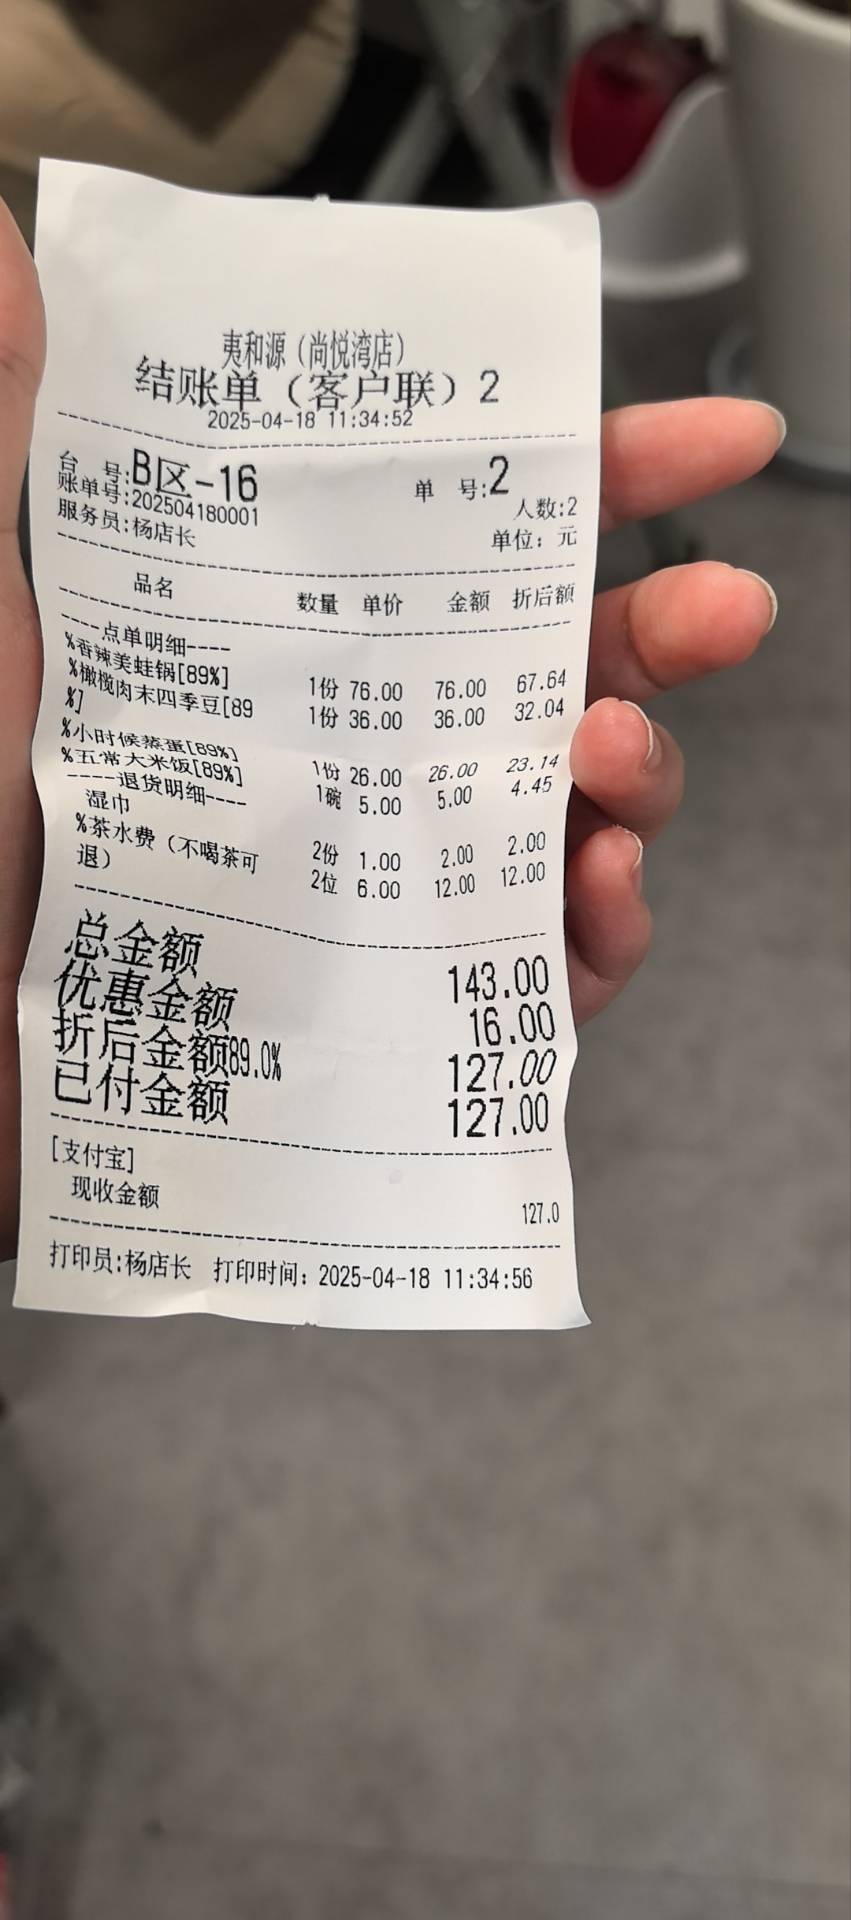 夷和源（尚悦湾店）
结账单（客户联）2
2025-04-18 11:34:52
台 号:B区-16 单 号:2
账单号:202504180001 人数:2
服务员:杨店长 单位：元
品名 数量 单价 金额 折后额
----点单明细----
%香辣美蛙锅[89%] 1份 76.00 76.00 67.64
%橄榄肉末四季豆[89 1份 36.00 36.00 32.04
%]
%小时候蒸蛋[89%] 1份 26.00 26.00 23.14
%五常大米饭[89%] 1碗 5.00 5.00 4.45
----退货明细----
湿巾 2份 1.00 2.00 2.00
%茶水费（不喝茶可 2位 6.00 12.00 12.00
退）
总金额 143.00
优惠金额 16.00
折后金额89.0% 127.00
已付金额 127.00
[支付宝]
现收金额 127.0
打印员:杨店长 打印时间：2025-04-18 11:34:56